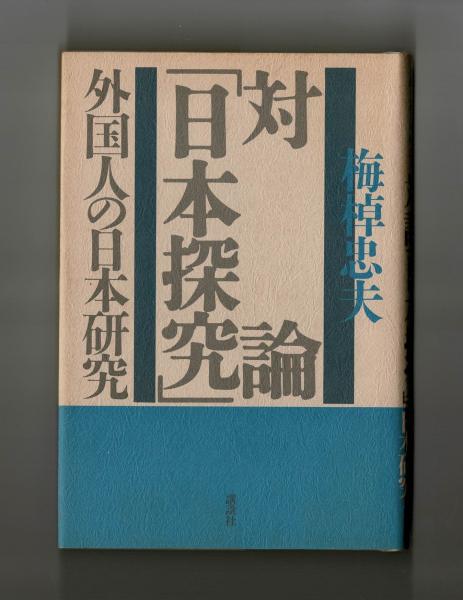 梅棹忠夫
対論
「日本探究」
外国人の日本研究
講談社